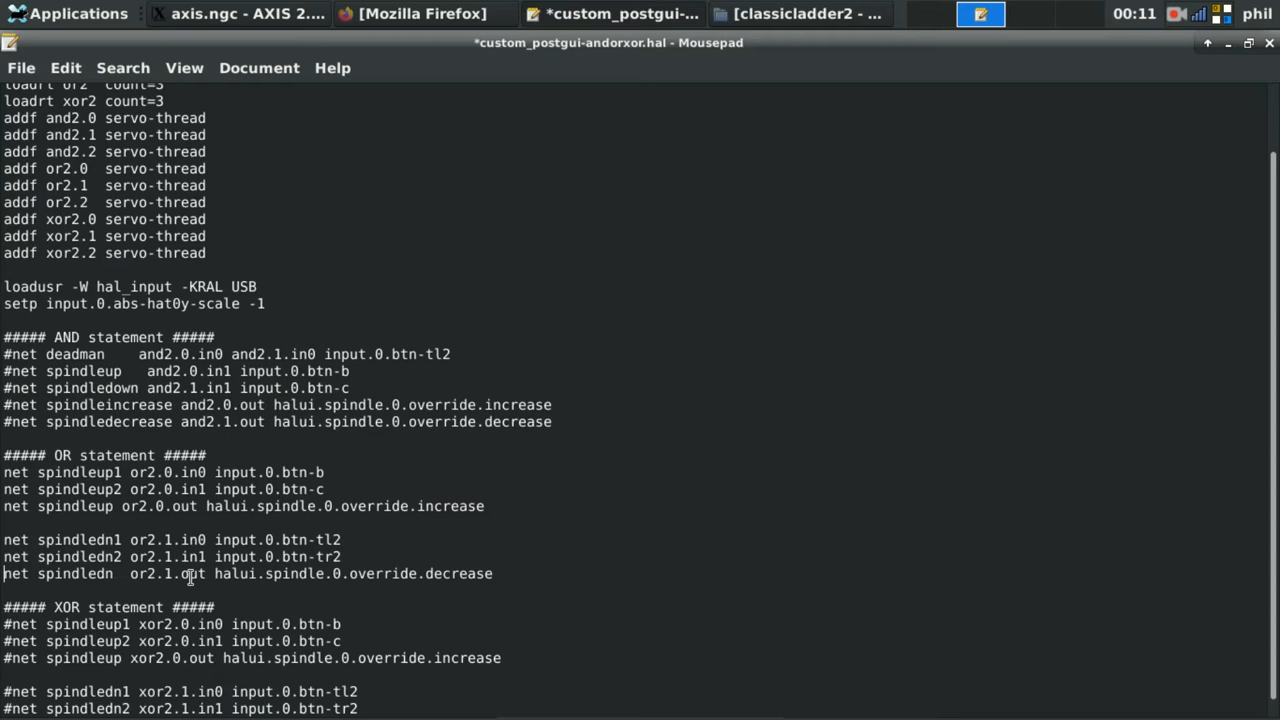 Applications
axis.ngc - AXIS 2....
[Mozilla Firefox]
*custom_postgui-...
[classicladder2 - ...
00:11
phil
*custom_postgui-andorxor.hal - Mousepad
File Edit Search View Document Help
loadrt or2  count=3
loadrt xor2 count=3
addf and2.0 servo-thread
addf and2.1 servo-thread
addf and2.2 servo-thread
addf or2.0  servo-thread
addf or2.1  servo-thread
addf or2.2  servo-thread
addf xor2.0 servo-thread
addf xor2.1 servo-thread
addf xor2.2 servo-thread
loadusr -W hal_input -KRAL USB
setp input.0.abs-hat0y-scale -1
##### AND statement #####
#net deadman    and2.0.in0 and2.1.in0 input.0.btn-tl2
#net spindleup   and2.0.in1 input.0.btn-b
#net spindledown and2.1.in1 input.0.btn-c
#net spindleincrease and2.0.out halui.spindle.0.override.increase
#net spindledecrease and2.1.out halui.spindle.0.override.decrease
##### OR statement #####
net spindleup1 or2.0.in0 input.0.btn-b
net spindleup2 or2.0.in1 input.0.btn-c
net spindleup or2.0.out halui.spindle.0.override.increase
net spindledn1 or2.1.in0 input.0.btn-tl2
net spindledn2 or2.1.in1 input.0.btn-tr2
net spindledn  or2.1.out halui.spindle.0.override.decrease
##### XOR statement #####
#net spindleup1 xor2.0.in0 input.0.btn-b
#net spindleup2 xor2.0.in1 input.0.btn-c
#net spindleup xor2.0.out halui.spindle.0.override.increase
#net spindledn1 xor2.1.in0 input.0.btn-tl2
#net spindledn2 xor2.1.in1 input.0.btn-tr2